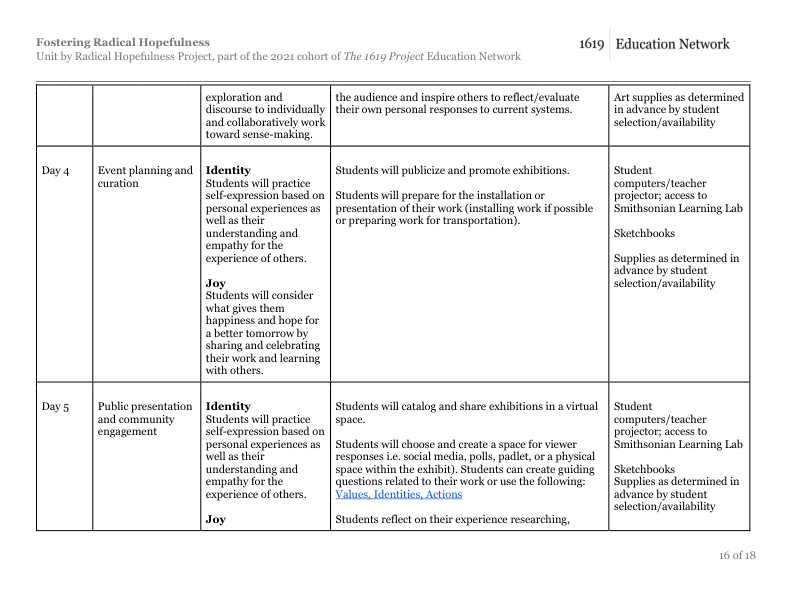 Fostering Radical Hopefulness
Unit by Radical Hopefulness Project, part of the 2021 cohort of The 1619 Project Education Network
1619 Education Network
exploration and
discourse to individually
and collaboratively work
toward sense-making.
the audience and inspire others to reflect/evaluate
their own personal responses to current systems.
Art supplies as determined
in advance by student
selection/availability
Day 4
Event planning and
curation
Identity
Students will practice
self-expression based on
personal experiences as
well as their
understanding and
empathy for the
experience of others.
Joy
Students will consider
what gives them
happiness and hope for
a better tomorrow by
sharing and celebrating
their work and learning
with others.
Students will publicize and promote exhibitions.
Students will prepare for the installation or
presentation of their work (installing work if possible
or preparing work for transportation).
Student
computers/teacher
projector; access to
Smithsonian Learning Lab
Sketchbooks
Supplies as determined in
advance by student
selection/availability
Day 5
Public presentation
and community
engagement
Identity
Students will practice
self-expression based on
personal experiences as
well as their
understanding and
empathy for the
experience of others.
Joy
Students will catalog and share exhibitions in a virtual
space.
Students will choose and create a space for viewer
responses i.e. social media, polls, padlet, or a physical
space within the exhibit). Students can create guiding
questions related to their work or use the following:
Values, Identities, Actions
Students reflect on their experience researching,
Student
computers/teacher
projector; access to
Smithsonian Learning Lab
Sketchbooks
Supplies as determined in
advance by student
selection/availability
16 of 18